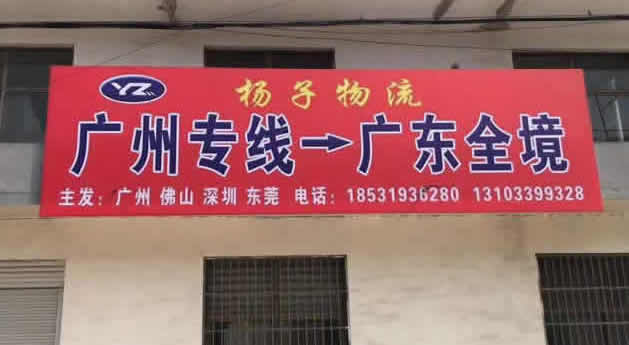 YZ 杨子物流
广州专线→广东全境
主发：广州 佛山 深圳 东莞 电话：18531936280 13103399328